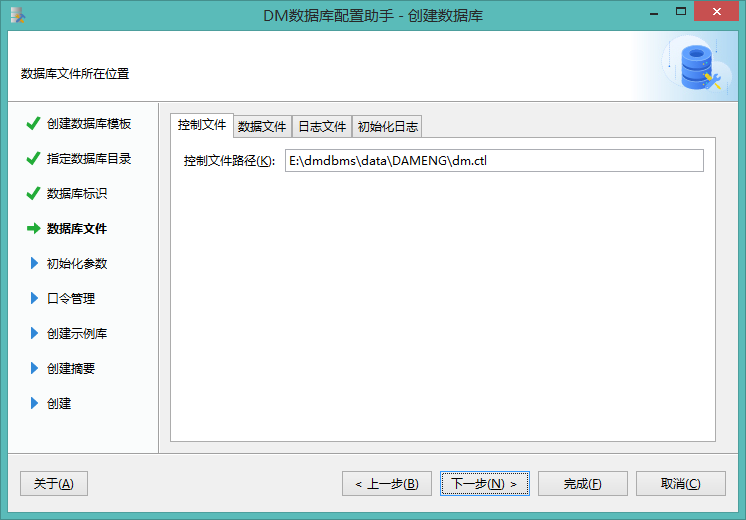 DM数据库配置助手 - 创建数据库
数据库文件所在位置
创建数据库模板
指定数据库目录
数据库标识
数据库文件
初始化参数
口令管理
创建示例库
创建摘要
创建
控制文件 数据文件 日志文件 初始化日志
控制文件路径(K): E:\dmdbms\data\DAMENG\dm.ctl
关于(A) < 上一步(B) 下一步(N) > 完成(F) 取消(C)